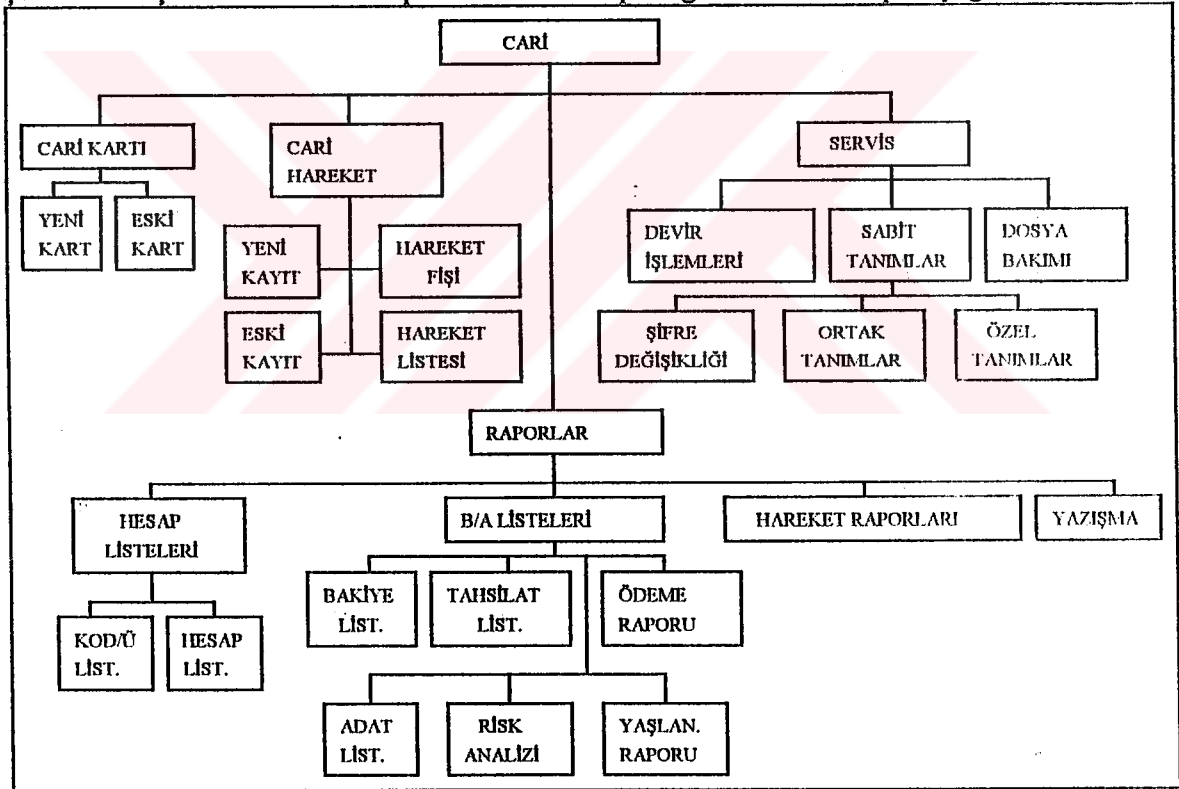 CARİ
CARİ KARTI
CARİ
HAREKET
SERVİS
YENİ
KART
ESKİ
KART
YENİ
KAYIT
HAREKET
FİŞİ
ESKİ
KAYIT
HAREKET
LİSTESİ
DEVİR
İŞLEMLERİ
SABİT
TANIMLAR
DOSYA
BAKIMI
ŞİFRE
DEĞİŞİKLİĞİ
ORTAK
TANIMLAR
ÖZEL
TANIMLAR
RAPORLAR
HESAP
LİSTELERİ
B/A LİSTELERİ
HAREKET RAPORLARI
YAZIŞMA
KOD/Ü
LİST.
HESAP
LİST.
BAKİYE
LİST.
TAHSİLAT
LİST.
ÖDEME
RAPORU
ADAT
LİST.
RİSK
ANALİZİ
YAŞLAN.
RAPORU